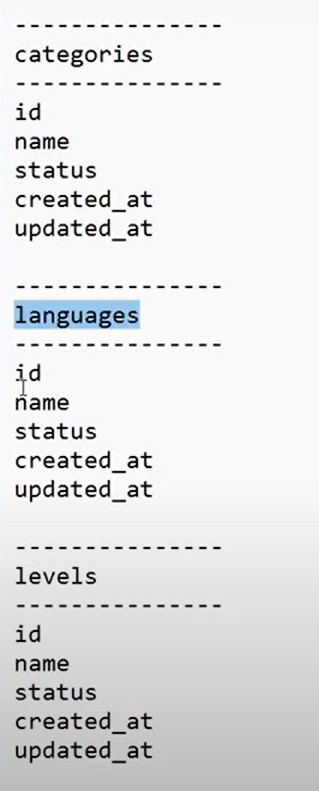 ---------------
categories
---------------
id
name
status
created_at
updated_at

---------------
languages
---------------
id
name
status
created_at
updated_at

---------------
levels
---------------
id
name
status
created_at
updated_at